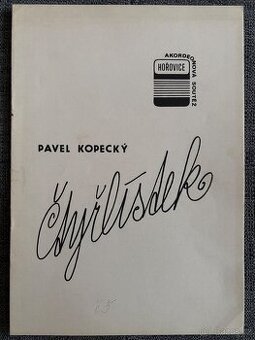 AKORDEONOVÁ SOUTĚŽ
HOŘOVICE
PAVEL KOPECKÝ
Čtyřlístek